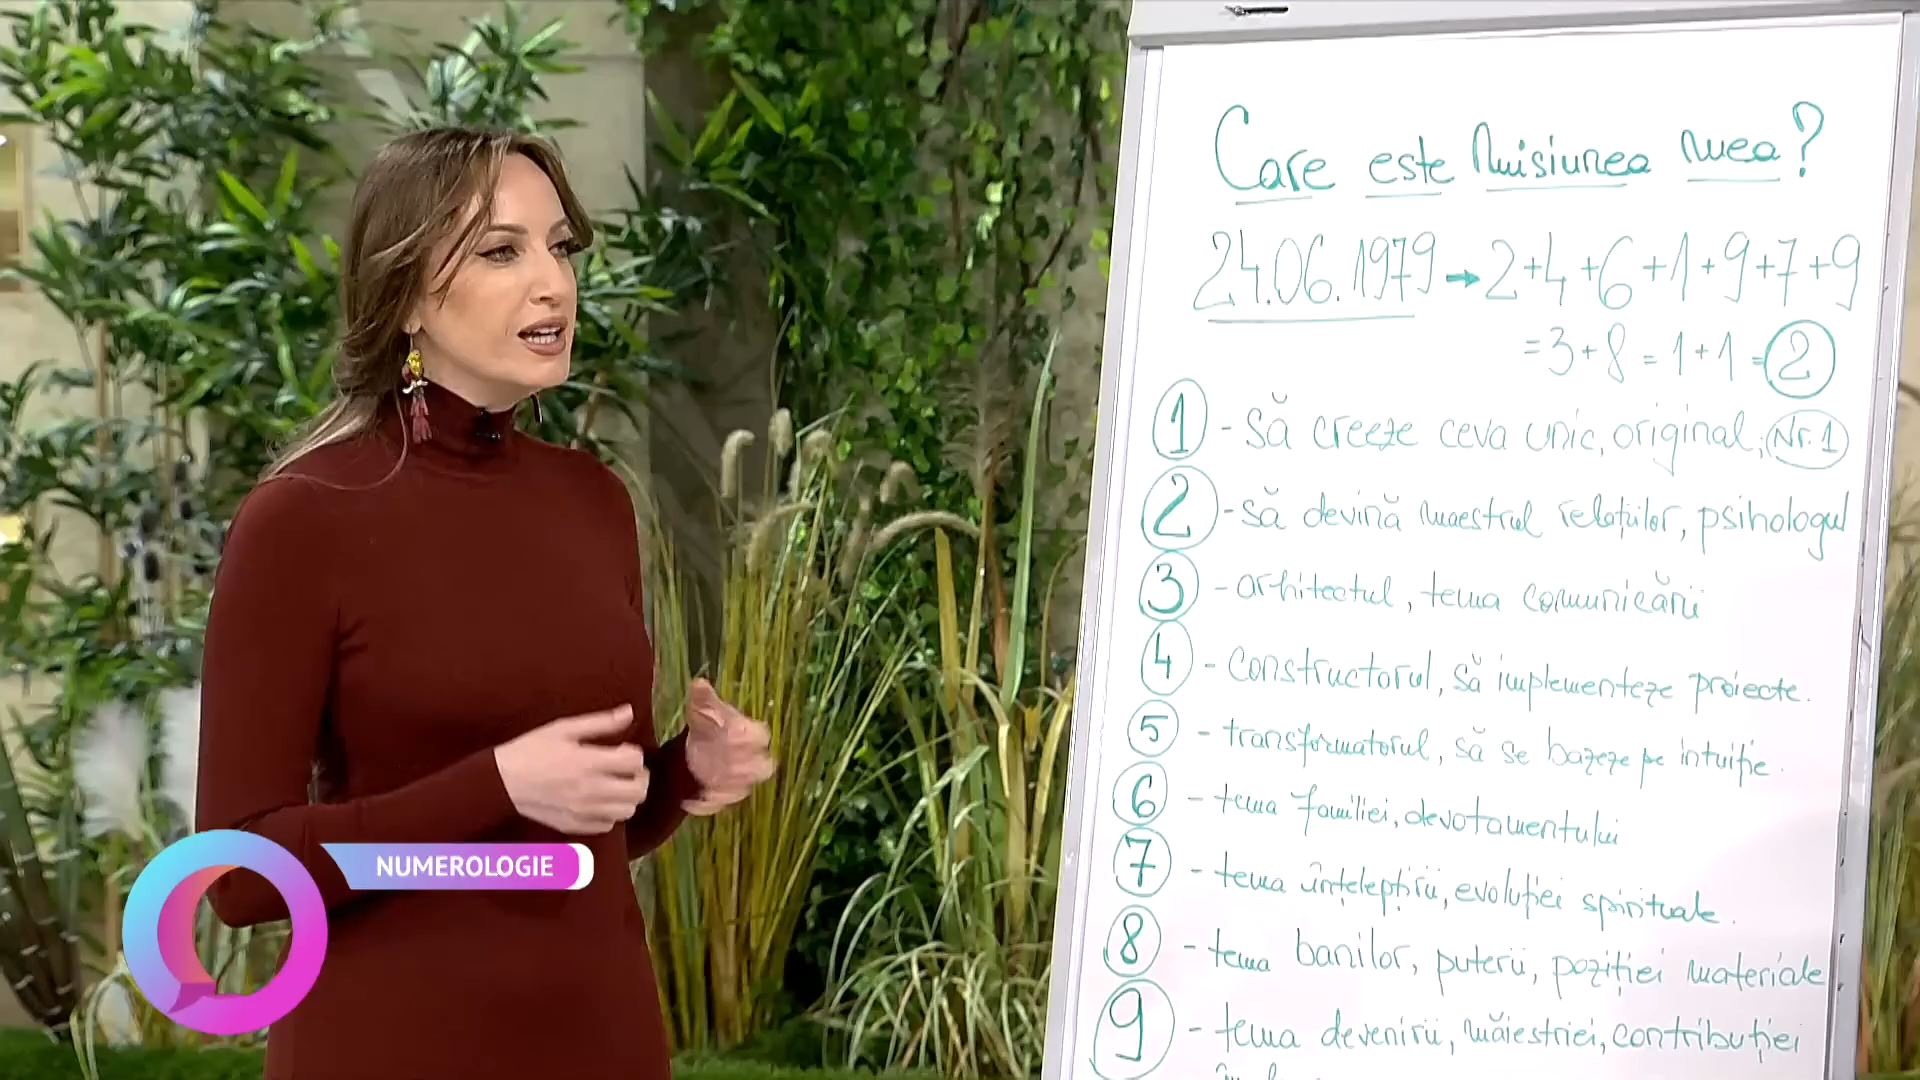 Care este misiunea mea?
24.06.1979 → 2+4+6+1+9+7+9
=3+8=1+1=2
1 - Să creeze ceva unic, original, Nr.1
2 - să devină maestrul relațiilor, psihologul
3 - arhitectul, tema comunicării
4 - constructorul, să implementeze proiecte.
5 - transformatorul, să se bazeze pe intuiție.
6 - tema familiei, devotamentului
7 - tema înțelepțirii, evoluției spirituale.
8 - tema banilor, puterii, poziției materiale
9 - tema devenirii, măiestriei, contribuției
NUMEROLOGIE